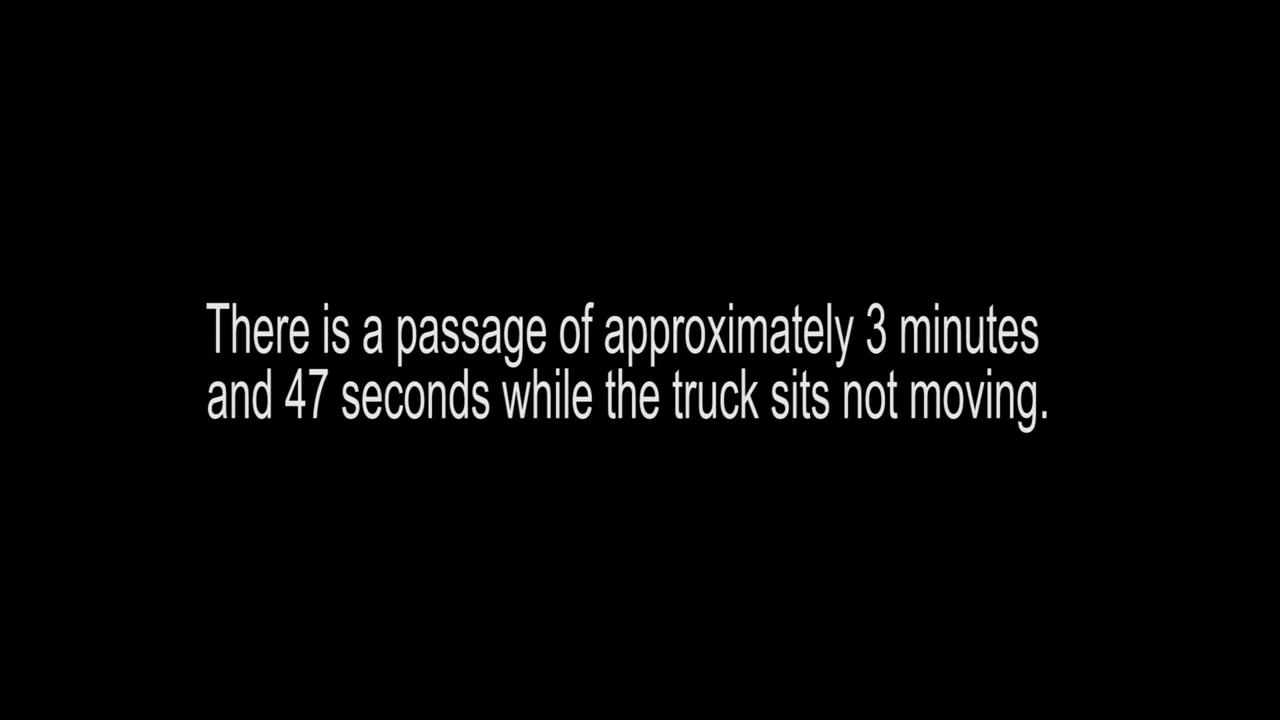 There is a passage of approximately 3 minutes
and 47 seconds while the truck sits not moving.